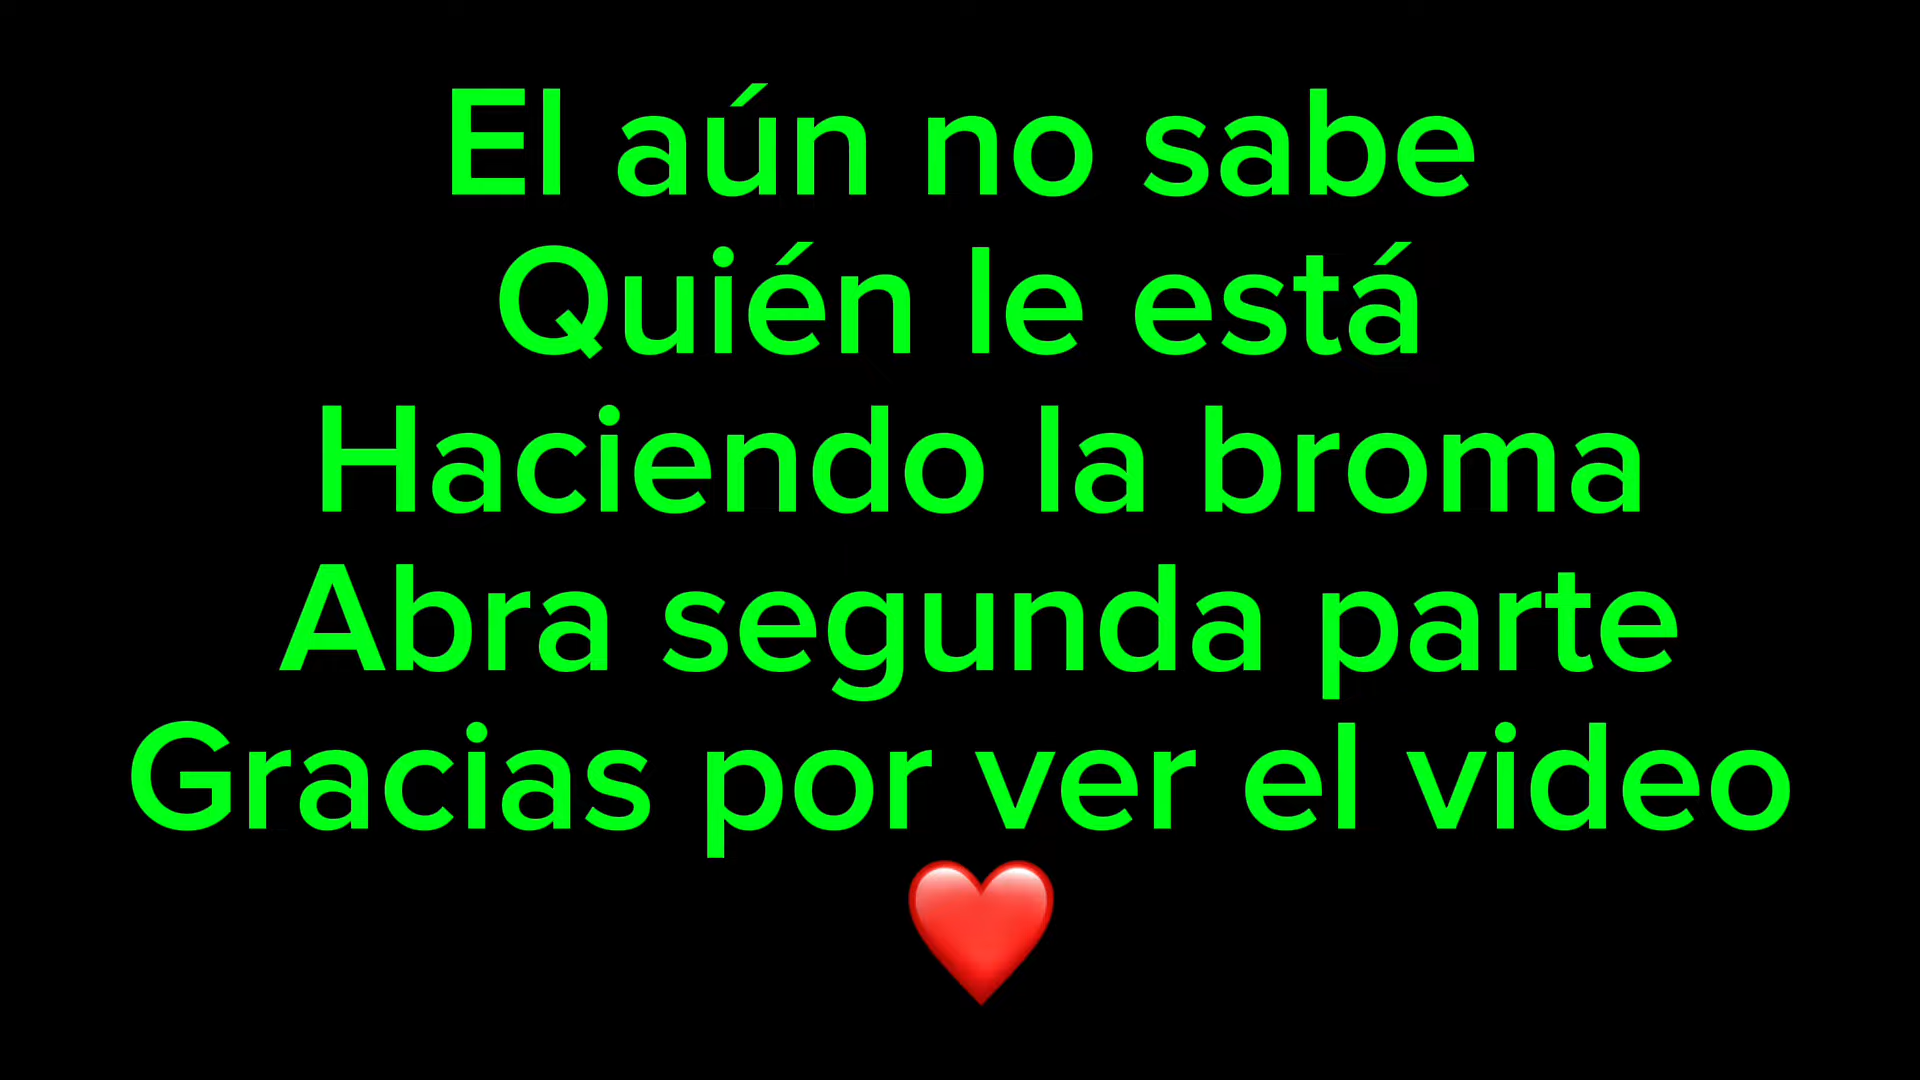 El aún no sabe
Quién le está
Haciendo la broma
Abra segunda parte
Gracias por ver el video
❤️